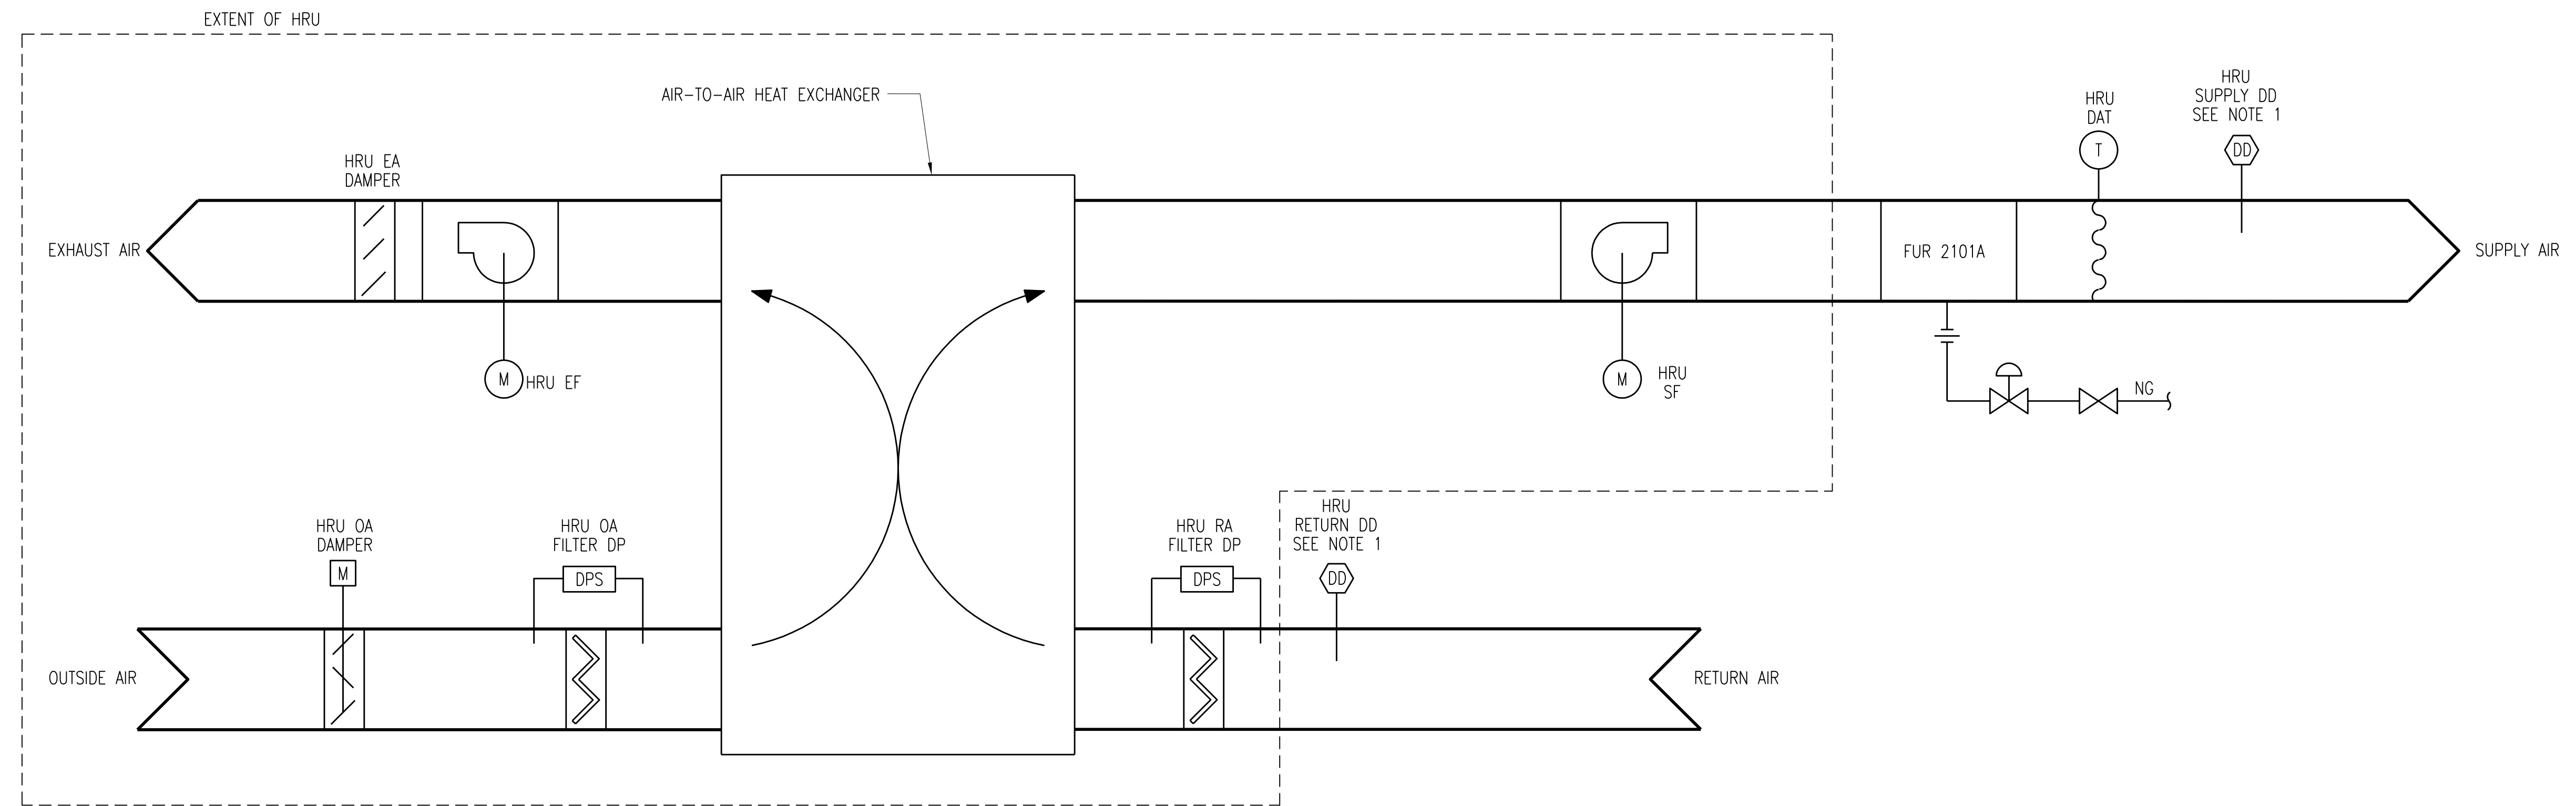 EXTENT OF HRU
AIR-TO-AIR HEAT EXCHANGER
HRU
SUPPLY DD
SEE NOTE 1
HRU
DAT
T
DD
HRU EA
DAMPER
EXHAUST AIR
FUR 2101A
SUPPLY AIR
M
HRU EF
M
HRU
SF
NG
HRU OA
DAMPER
M
HRU OA
FILTER DP
DPS
HRU RA
FILTER DP
DPS
HRU
RETURN DD
SEE NOTE 1
DD
OUTSIDE AIR
RETURN AIR